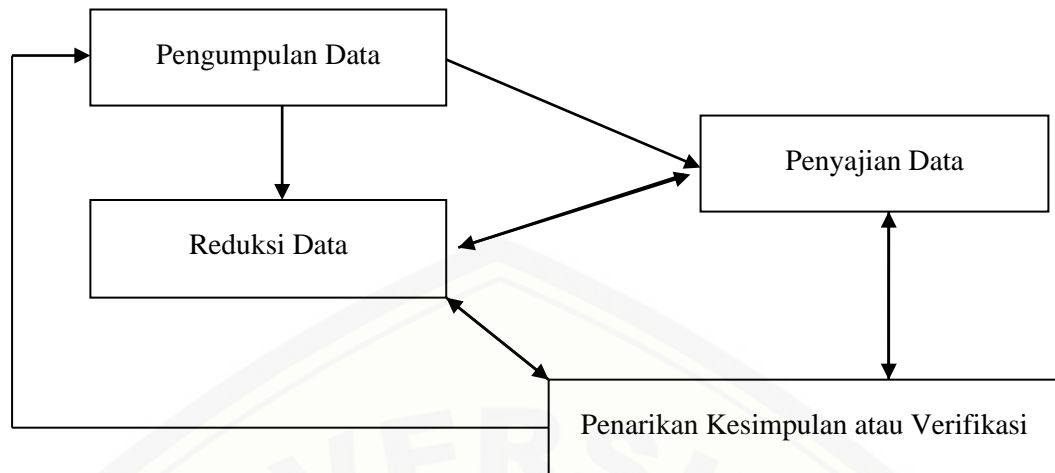 Pengumpulan Data
Penyajian Data
Reduksi Data
Penarikan Kesimpulan atau Verifikasi